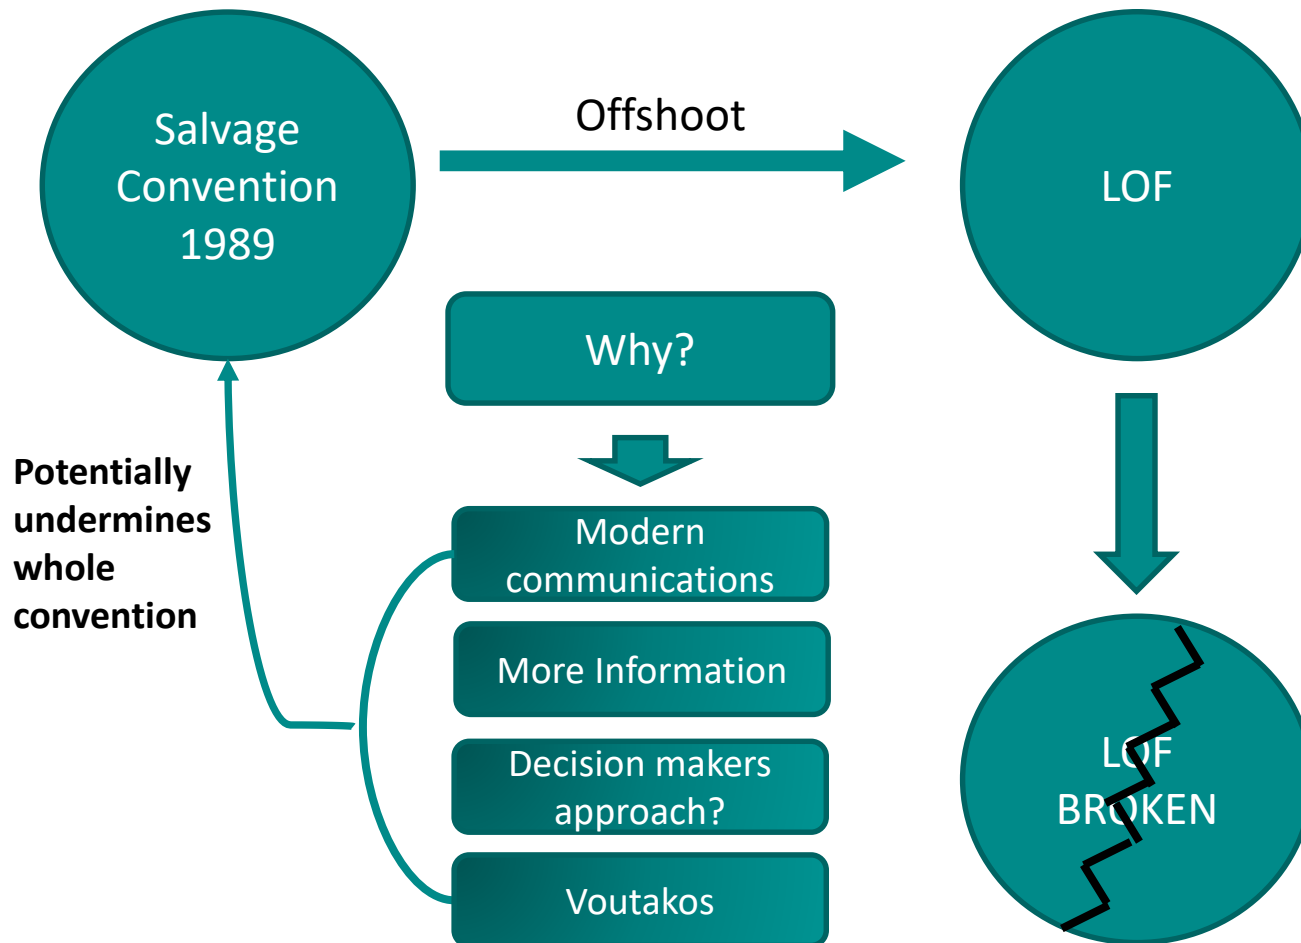 Salvage
Convention
1989
Offshoot
LOF
Why?
Potentially
undermines
whole
convention
Modern
communications
More Information
Decision makers
approach?
Voutakos
LOF
BROKEN